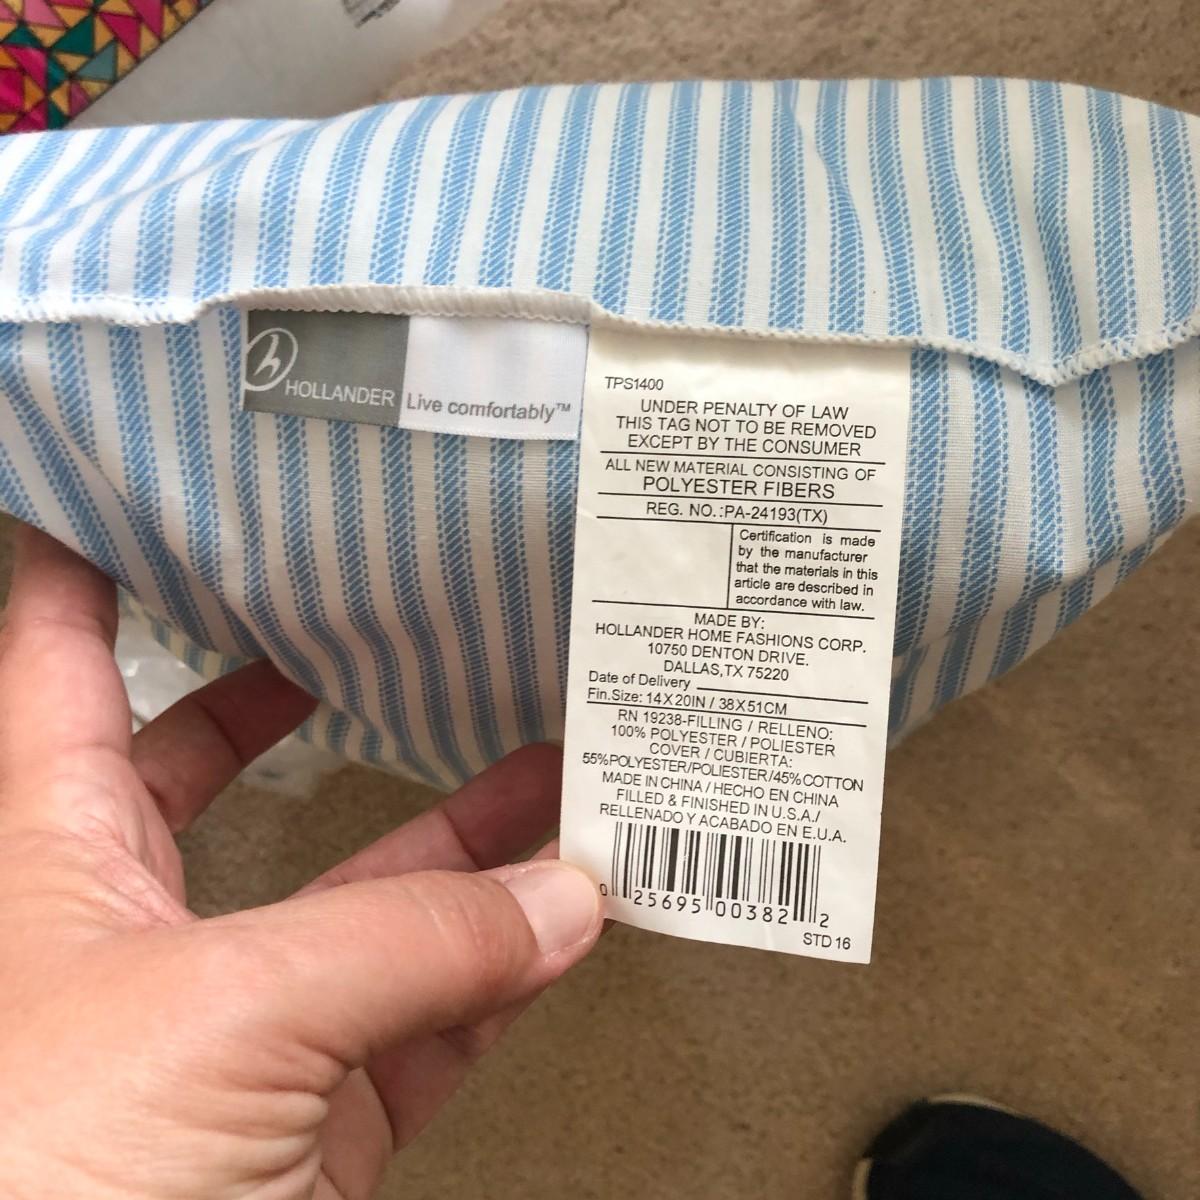 h
HOLLANDER
Live comfortably™
TPS1400
UNDER PENALTY OF LAW
THIS TAG NOT TO BE REMOVED
EXCEPT BY THE CONSUMER
ALL NEW MATERIAL CONSISTING OF
POLYESTER FIBERS
REG. NO.:PA-24193(TX)
Certification is made
by the manufacturer
that the materials in this
article are described in
accordance with law.
MADE BY:
HOLLANDER HOME FASHIONS CORP.
10750 DENTON DRIVE.
DALLAS,TX 75220
Date of Delivery
Fin.Size: 14X20IN / 38X51CM
RN 19238-FILLING / RELLENO:
100% POLYESTER / POLIESTER
COVER / CUBIERTA:
55%POLYESTER/POLIESTER/45%COTTON
MADE IN CHINA / HECHO EN CHINA
FILLED & FINISHED IN U.S.A./
RELLENADO Y ACABADO EN E.U.A.
0 25695 00382 2
STD 16